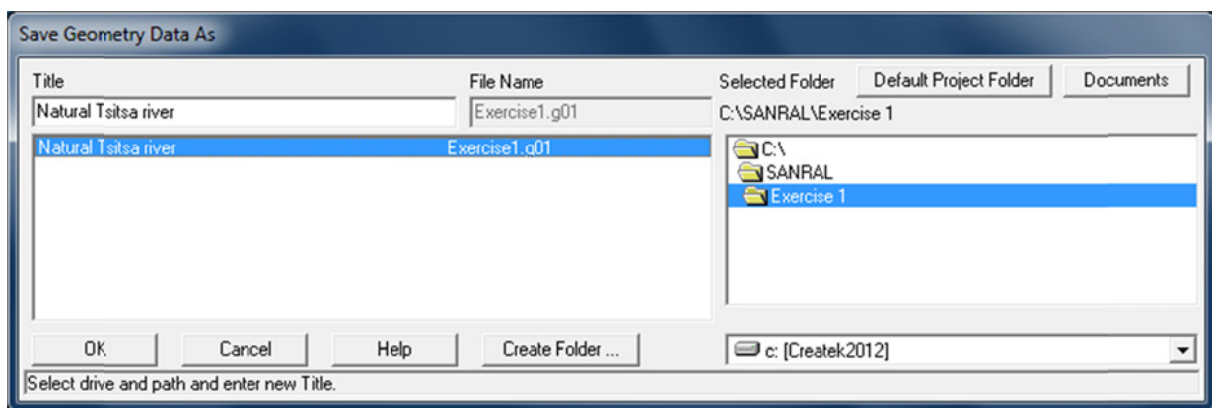 Save Geometry Data As
Title
File Name
Selected Folder
Default Project Folder
Documents
Natural Tsitsa river
Exercise1.g01
C:\SANRAL\Exercise 1
Natural Tsitsa river
Exercise1.g01
C:\
SANRAL
Exercise 1
OK
Cancel
Help
Create Folder ...
c: [Createk2012]
Select drive and path and enter new Title.